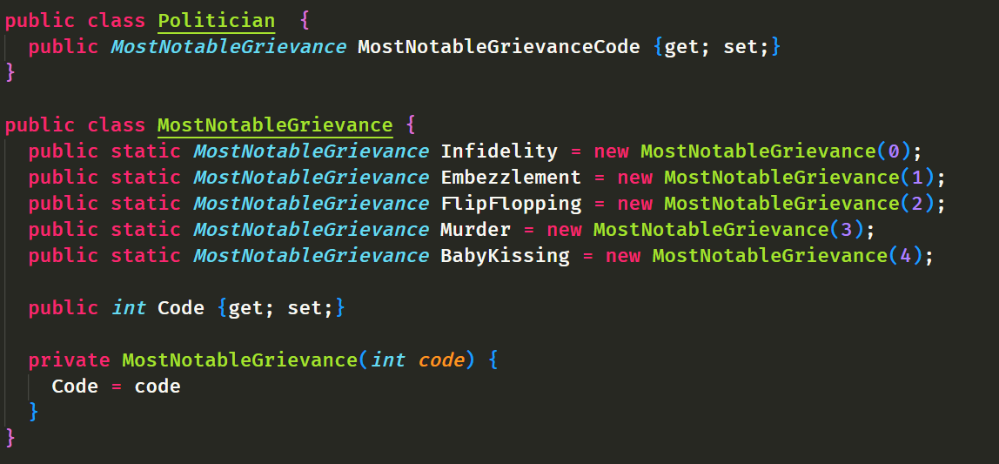 public class Politician  {
  public MostNotableGrievance MostNotableGrievanceCode {get; set;}
}

public class MostNotableGrievance {
  public static MostNotableGrievance Infidelity = new MostNotableGrievance(0);
  public static MostNotableGrievance Embezzlement = new MostNotableGrievance(1);
  public static MostNotableGrievance FlipFlopping = new MostNotableGrievance(2);
  public static MostNotableGrievance Murder = new MostNotableGrievance(3);
  public static MostNotableGrievance BabyKissing = new MostNotableGrievance(4);

  public int Code {get; set;}

  private MostNotableGrievance(int code) {
    Code = code
  }
}